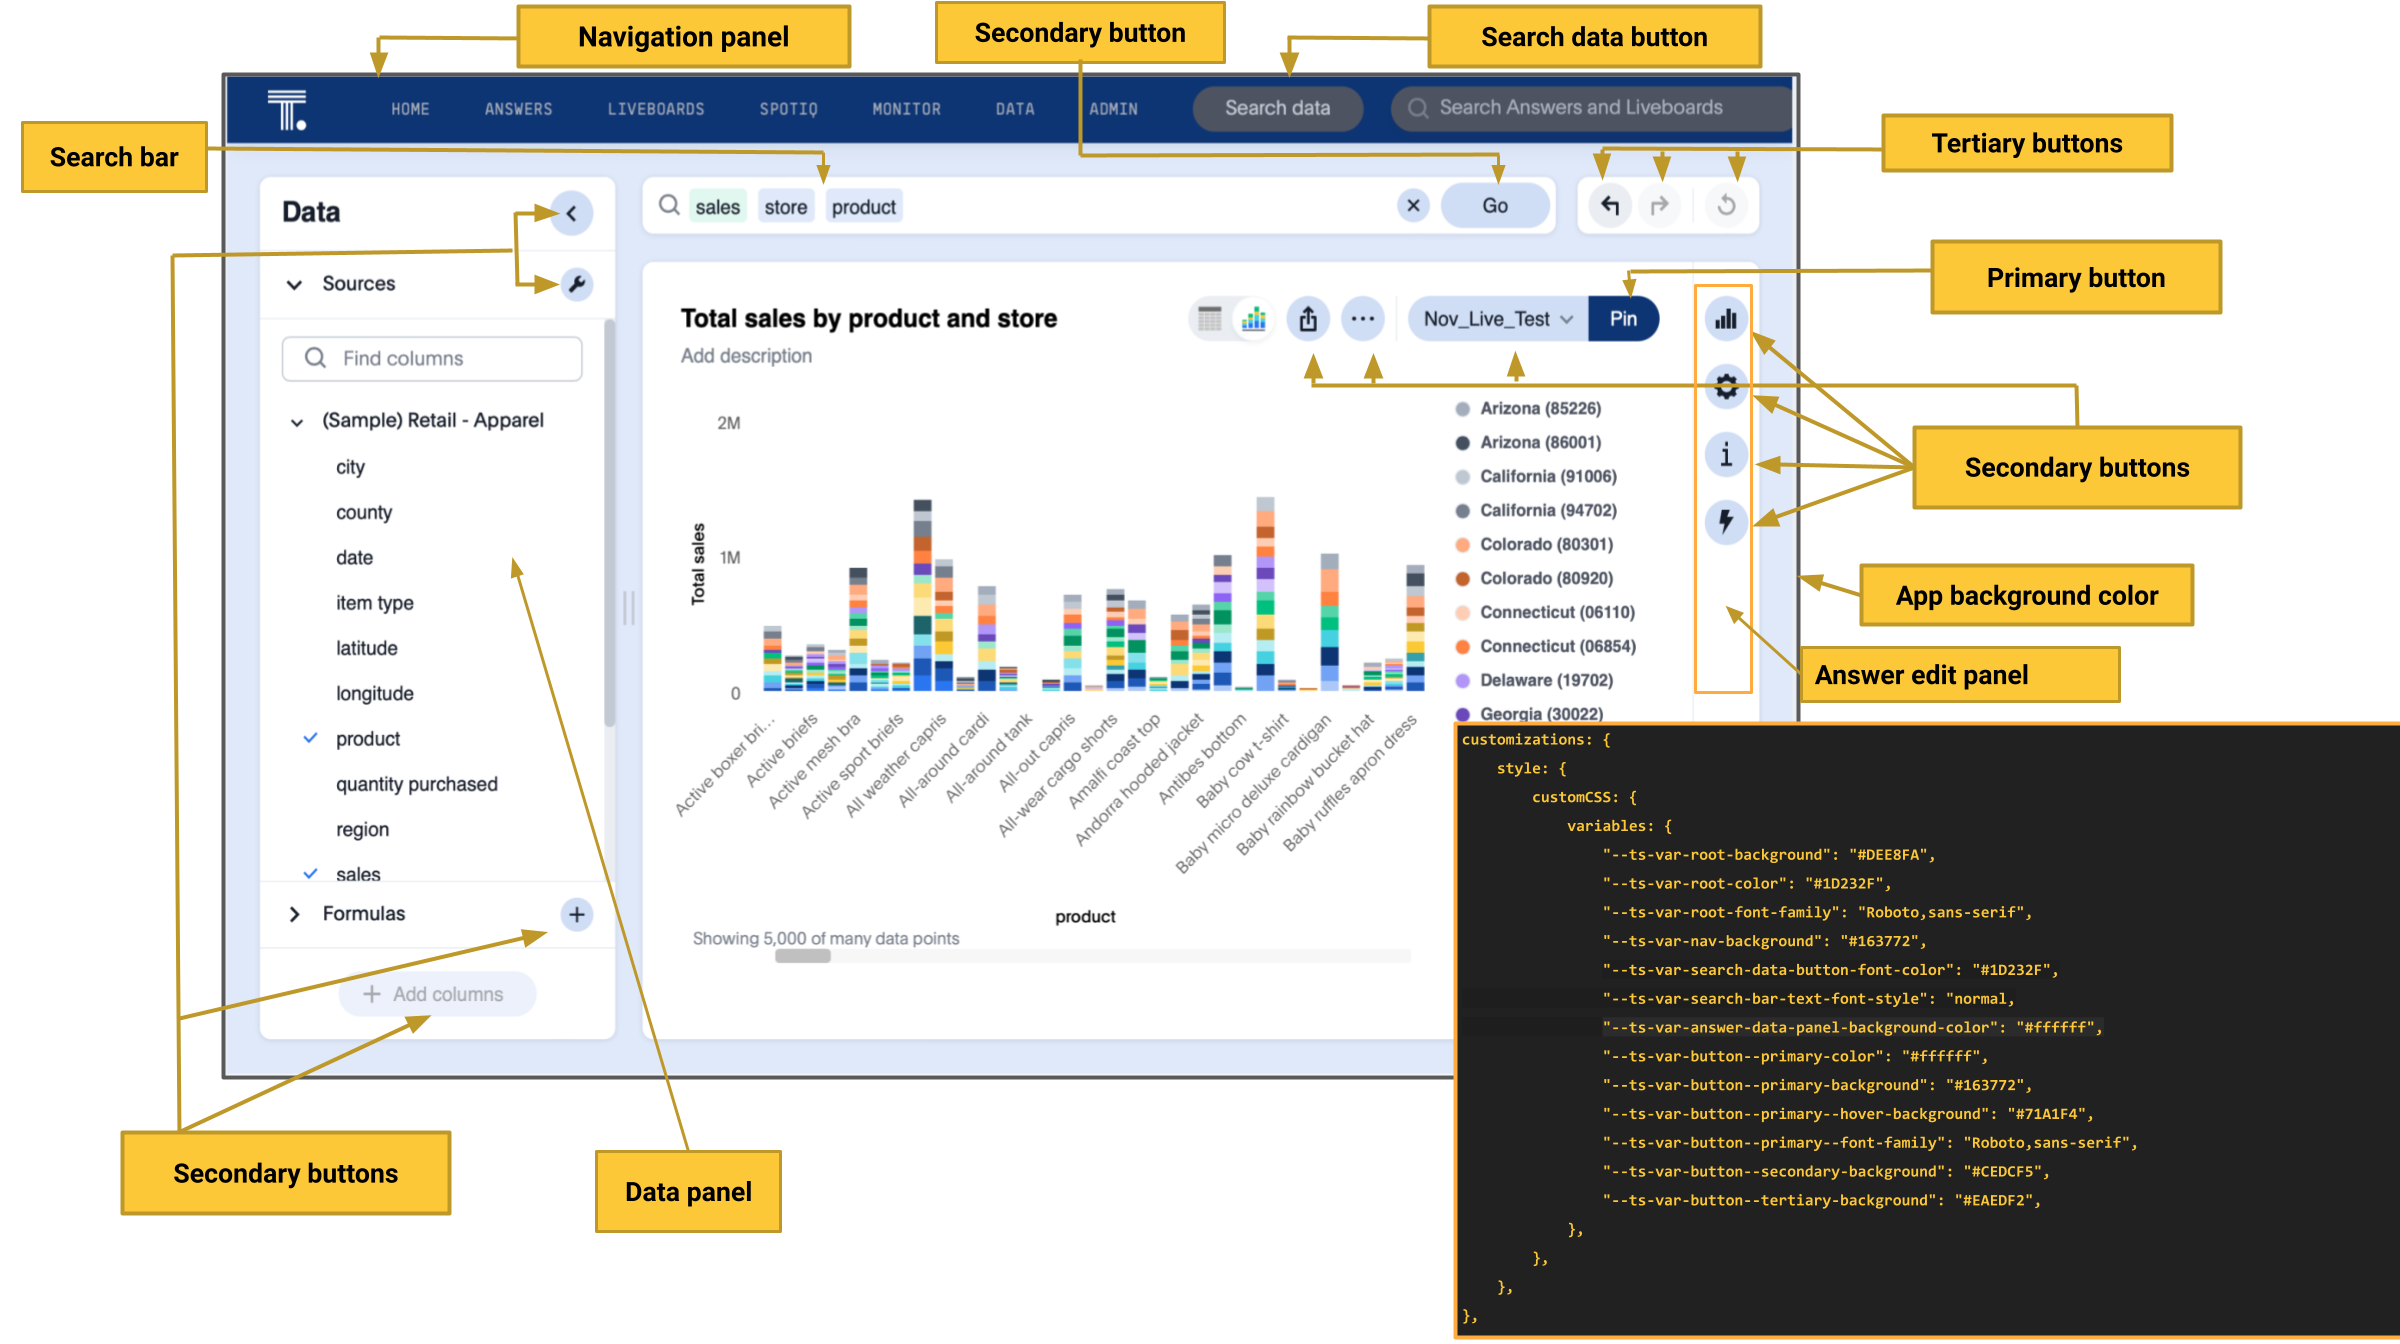 Navigation panel
Secondary button
Search data button
HOME
ANSWERS
LIVEBOARDS
SPOTIQ
MONITOR
DATA
ADMIN
Search data
Search Answers and Liveboards
Search bar
Tertiary buttons
Data
sales
store
product
Go
Sources
Primary button
Total sales by product and store
Add description
Nov_Live_Test
Pin
Find columns
(Sample) Retail - Apparel
city
county
date
item type
latitude
longitude
product
quantity purchased
region
sales
Formulas
Add columns
2M
1M
0
Total sales
Arizona (85226)
Arizona (86001)
California (91006)
California (94702)
Colorado (80301)
Colorado (80920)
Connecticut (06110)
Connecticut (06854)
Delaware (19702)
Georgia (30022)
Secondary buttons
App background color
Answer edit panel
Active boxer bri...
Active briefs
Active mesh bra
Active sport briefs
All weather capris
All-around cardi
All-around tank
All-out capris
All-wear cargo shorts
Amalfi coast top
Andorra hooded jacket
Antibes bottom
Baby cow t-shirt
Baby micro deluxe cardigan
Baby rainbow bucket hat
Baby ruffles apron dress
product
Showing 5,000 of many data points
Secondary buttons
Data panel
customizations: {
style: {
customCSS: {
variables: {
"--ts-var-root-background": "#DEE8FA",
"--ts-var-root-color": "#1D232F",
"--ts-var-root-font-family": "Roboto,sans-serif",
"--ts-var-nav-background": "#163772",
"--ts-var-search-data-button-font-color": "#1D232F",
"--ts-var-search-bar-text-font-style": "normal,
"--ts-var-answer-data-panel-background-color": "#ffffff",
"--ts-var-button--primary-color": "#ffffff",
"--ts-var-button--primary-background": "#163772",
"--ts-var-button--primary--hover-background": "#71A1F4",
"--ts-var-button--primary--font-family": "Roboto,sans-serif",
"--ts-var-button--secondary-background": "#CEDCF5",
"--ts-var-button--tertiary-background": "#EAEDF2",
},
},
},
},